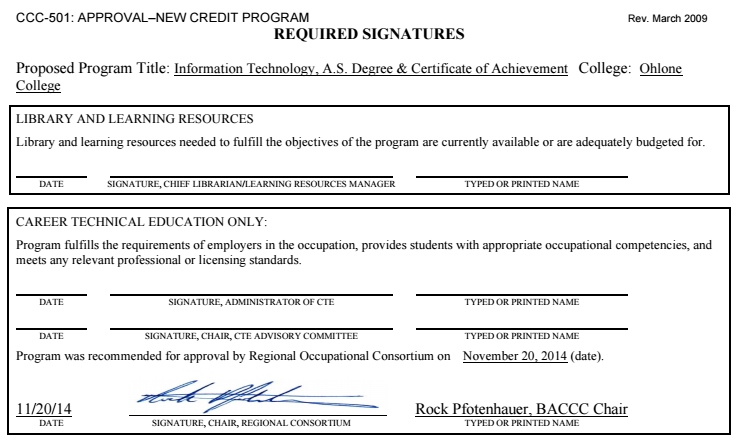 CCC-501: APPROVAL–NEW CREDIT PROGRAM Rev. March 2009
REQUIRED SIGNATURES
Proposed Program Title: Information Technology, A.S. Degree & Certificate of Achievement College: Ohlone
College
LIBRARY AND LEARNING RESOURCES
Library and learning resources needed to fulfill the objectives of the program are currently available or are adequately budgeted for.
DATE SIGNATURE, CHIEF LIBRARIAN/LEARNING RESOURCES MANAGER TYPED OR PRINTED NAME
CAREER TECHNICAL EDUCATION ONLY:
Program fulfills the requirements of employers in the occupation, provides students with appropriate occupational competencies, and
meets any relevant professional or licensing standards.
DATE SIGNATURE, ADMINISTRATOR OF CTE TYPED OR PRINTED NAME
DATE SIGNATURE, CHAIR, CTE ADVISORY COMMITTEE TYPED OR PRINTED NAME
Program was recommended for approval by Regional Occupational Consortium on November 20, 2014 (date).
11/20/14 Rock Pfotenhauer, BACCC Chair
DATE SIGNATURE, CHAIR, REGIONAL CONSORTIUM TYPED OR PRINTED NAME